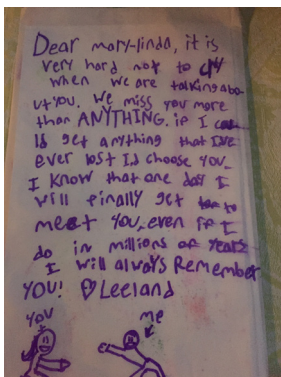 Dear mary-linda, it is
very hard not to cry
when we are talking abo
ut you. We miss you more
than ANYTHING. if I
ld get anything that I've
ever lost I,d choose you.
I know that one day I
will finally get to
meet you, even if I
do in millions of years
I will always Remember
YOU! ♡Leeland
you me